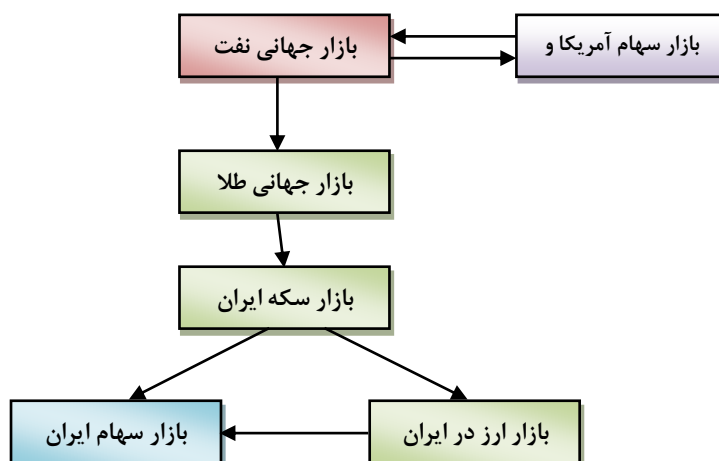 بازار جهانی نفت
بازار سهام آمریکا و
بازار جهانی طلا
بازار سکه ایران
بازار ارز در ایران
بازار سهام ایران